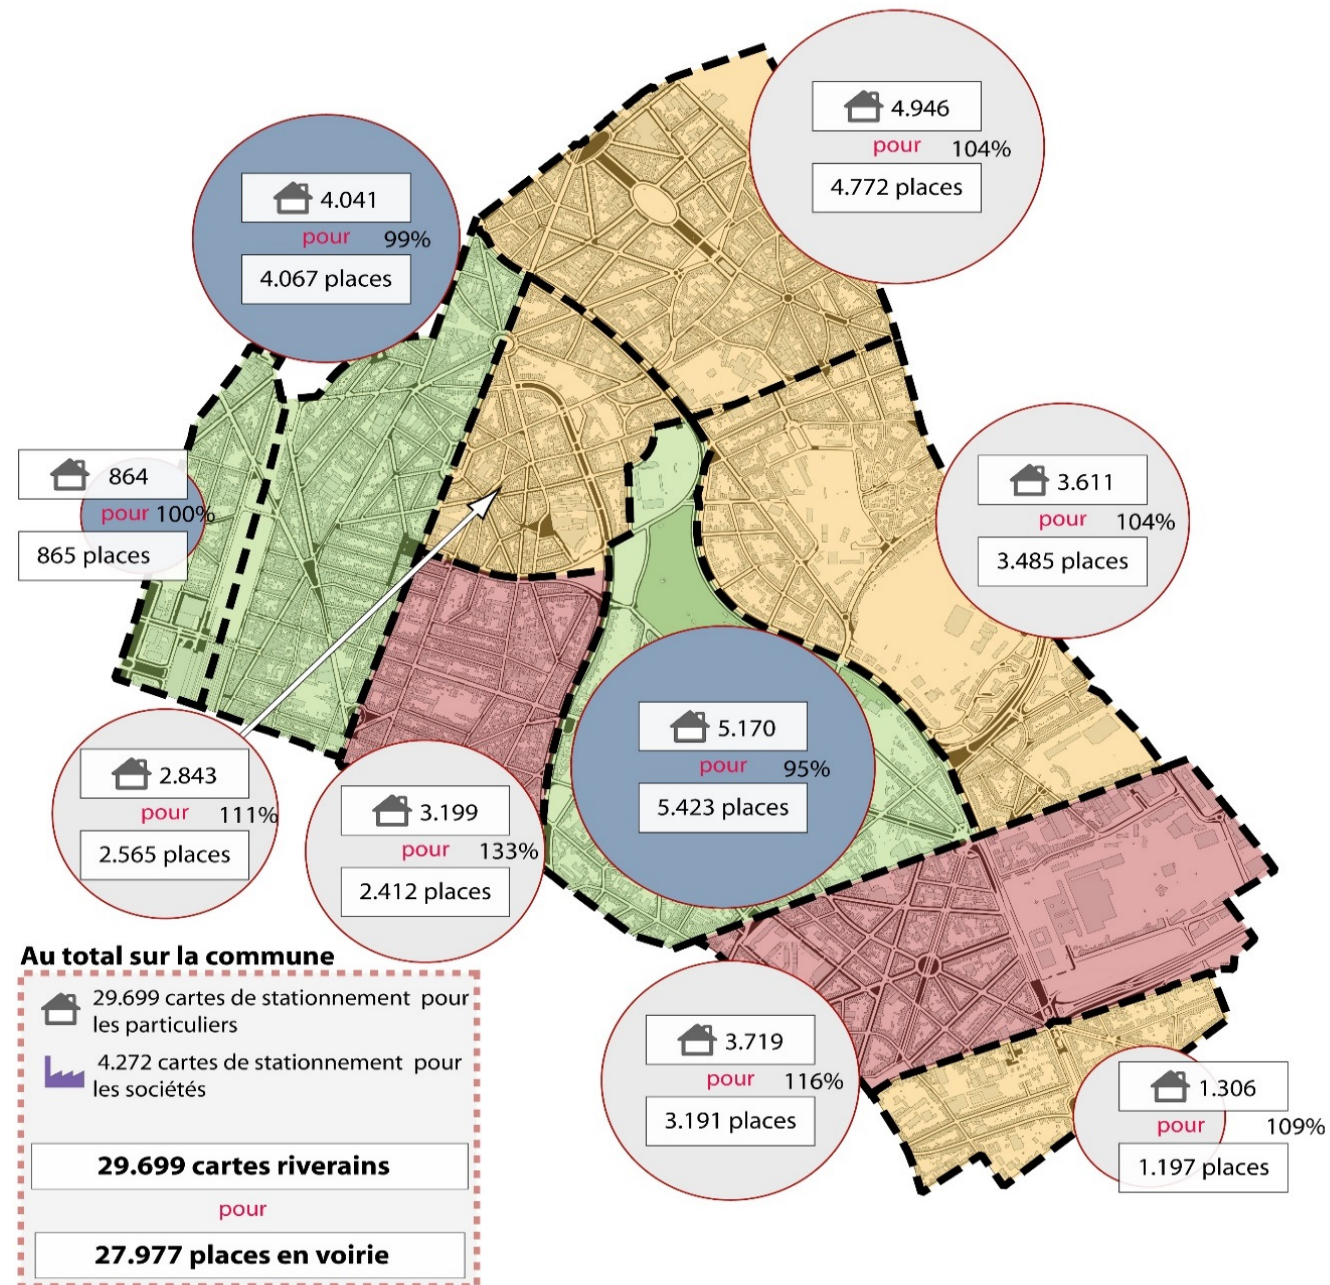 4.946
pour 104%
4.772 places
4.041
pour 99%
4.067 places
864
pour 100%
865 places
3.611
pour 104%
3.485 places
5.170
pour 95%
5.423 places
2.843
pour 111%
2.565 places
3.199
pour 133%
2.412 places
3.719
pour 116%
3.191 places
1.306
pour 109%
1.197 places
Au total sur la commune
29.699 cartes de stationnement pour
les particuliers
4.272 cartes de stationnement pour
les sociétés
29.699 cartes riverains
pour
27.977 places en voirie